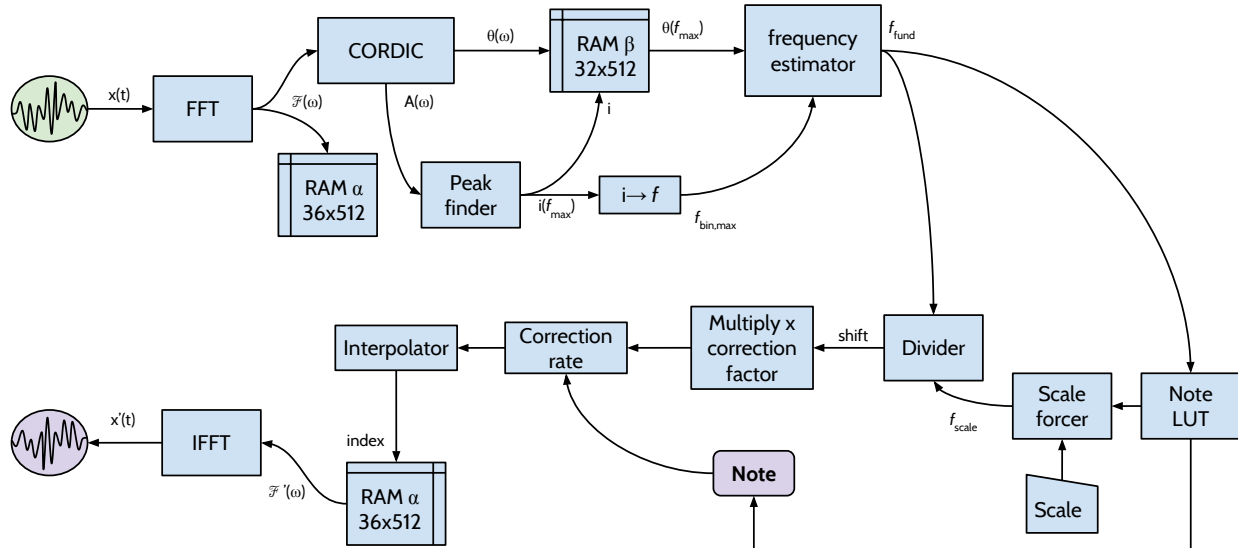 x(t)
FFT
ℱ(ω)
CORDIC
θ(ω)
A(ω)
RAM β
32x512
θ(f_max)
i
frequency
estimator
f_fund
RAM α
36x512
Peak
finder
i(f_max)
i→ f
f_bin,max
Interpolator
Correction
rate
Multiply x
correction
factor
shift
Divider
f_scale
Scale
forcer
Note
LUT
x'(t)
IFFT
ℱ'(ω)
index
RAM α
36x512
Note
Scale